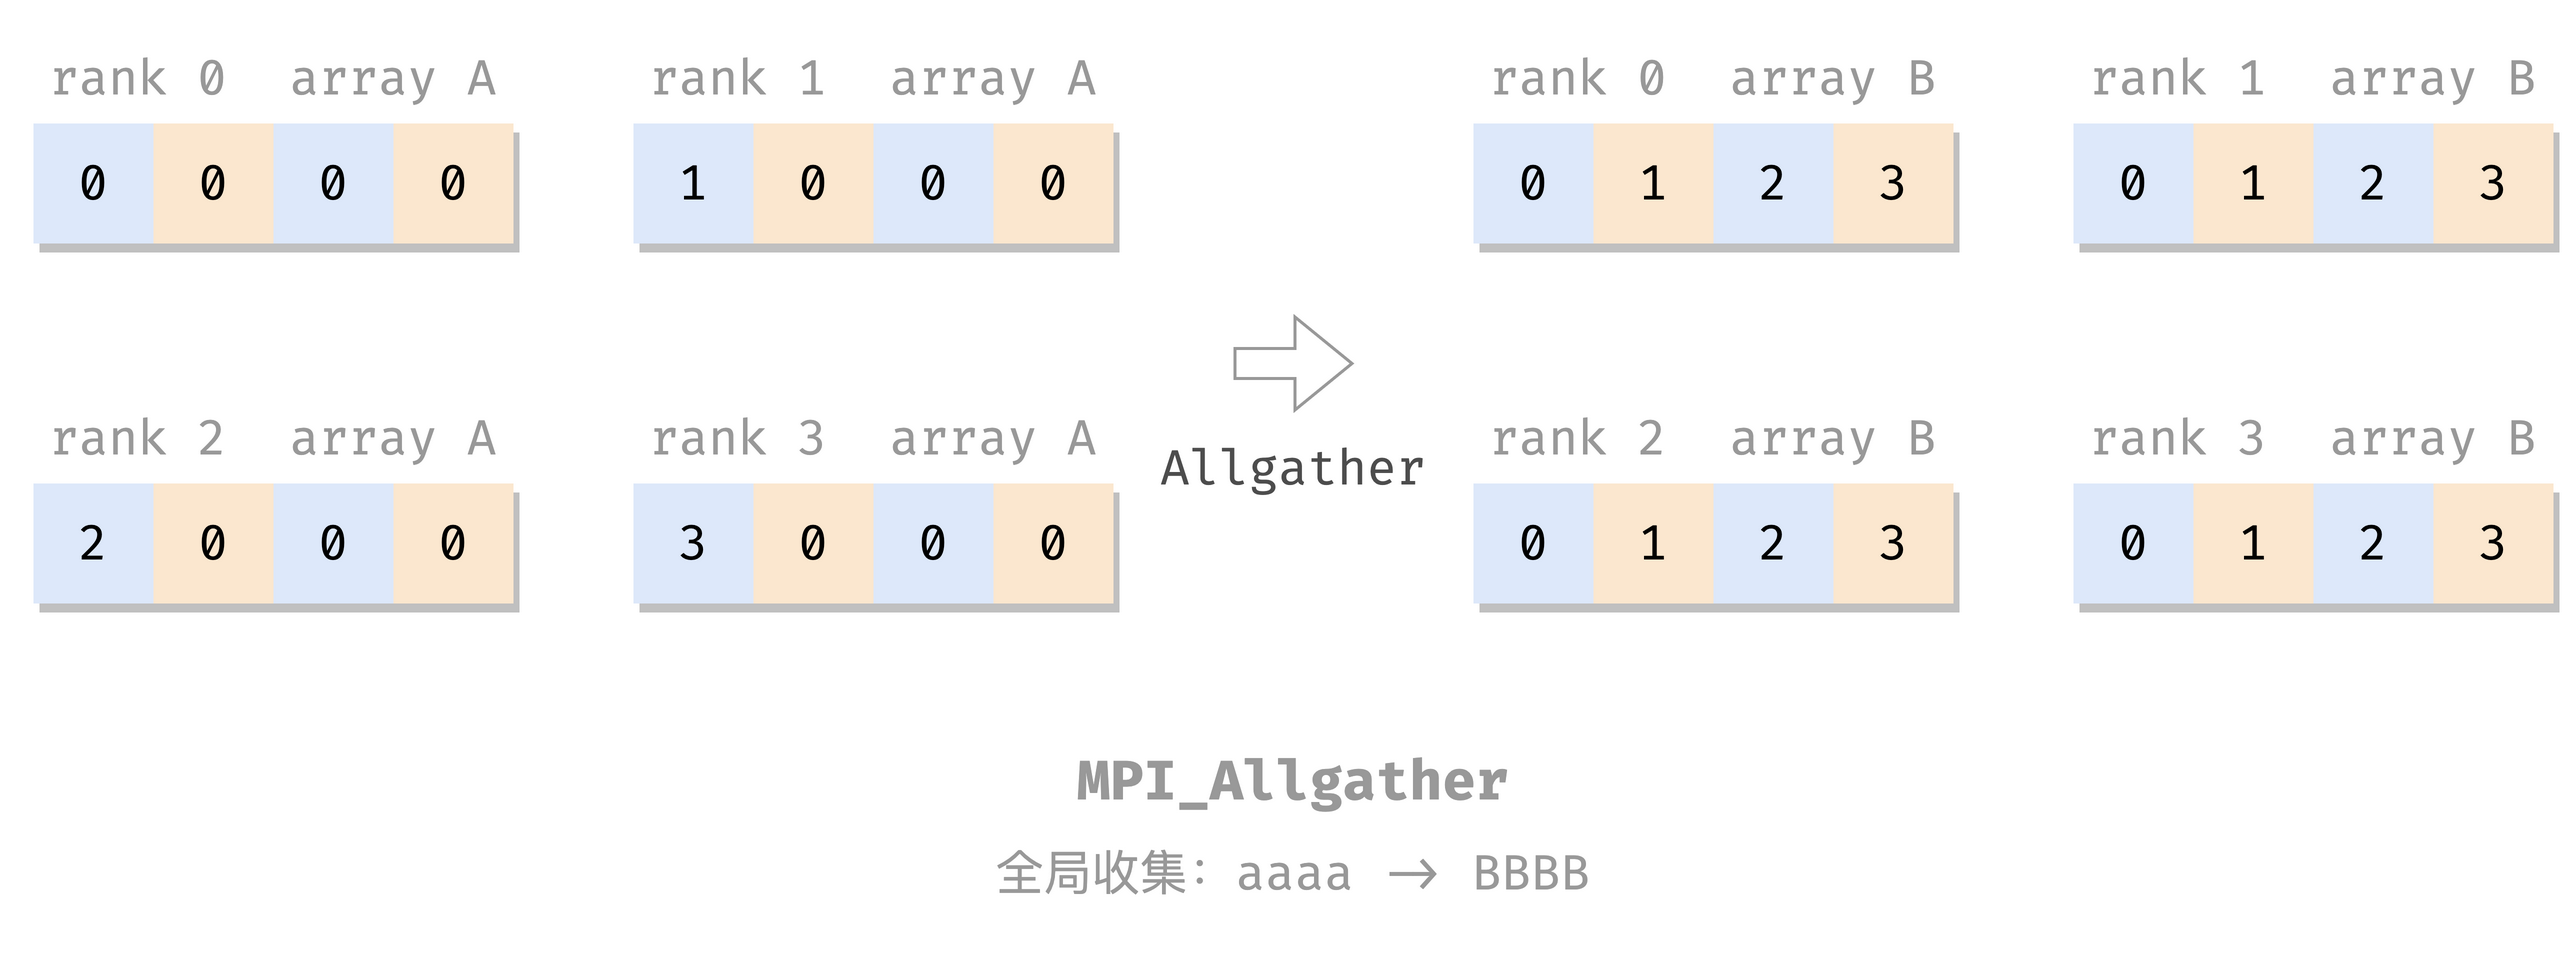 rank 0 array A rank 1 array A rank 0 array B rank 1 array B
0 0 0 0 1 0 0 0 0 1 2 3 0 1 2 3
rank 2 array A rank 3 array A rank 2 array B rank 3 array B
Allgather
2 0 0 0 3 0 0 0 0 1 2 3 0 1 2 3
MPI_Allgather
全局收集：aaaa → BBBB